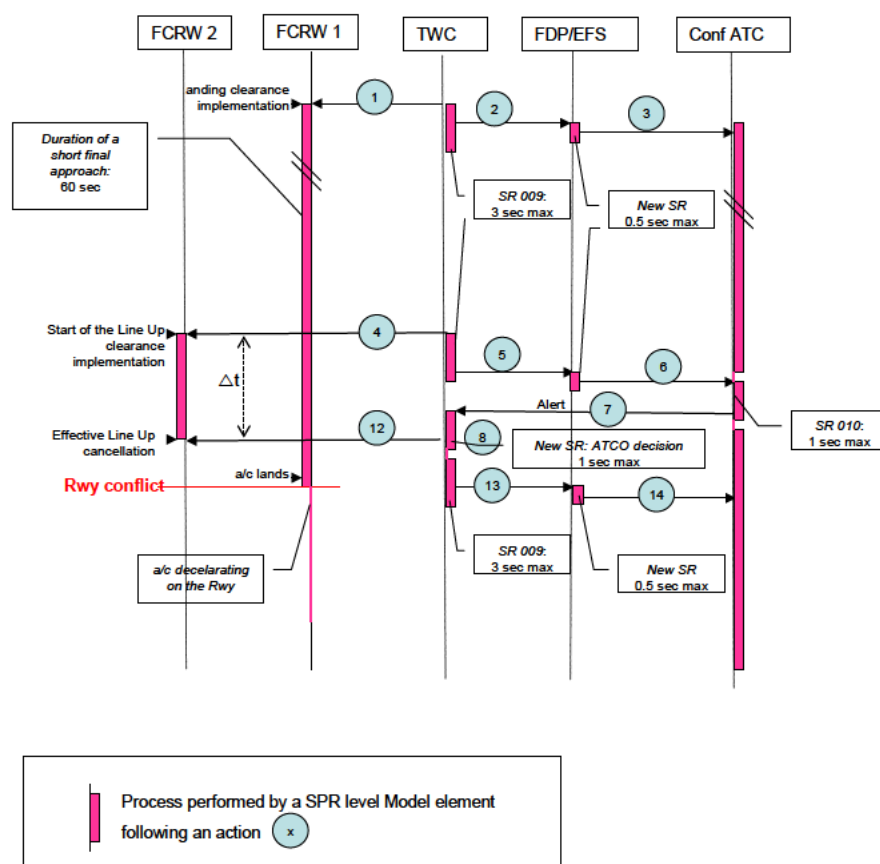 FCRW 2
FCRW 1
TWC
FDP/EFS
Conf ATC
anding clearance
implementation
1
2
3
Duration of a
short final
approach:
60 sec
SR 009:
3 sec max
New SR
0.5 sec max
Start of the Line Up
clearance
implementation
4
5
6
Δt
Alert
7
SR 010:
1 sec max
Effective Line Up
cancellation
12
8
New SR: ATCO decision
1 sec max
a/c lands
Rwy conflict
13
14
a/c decelarating
on the Rwy
SR 009:
3 sec max
New SR
0.5 sec max
Process performed by a SPR level Model element
following an action
x